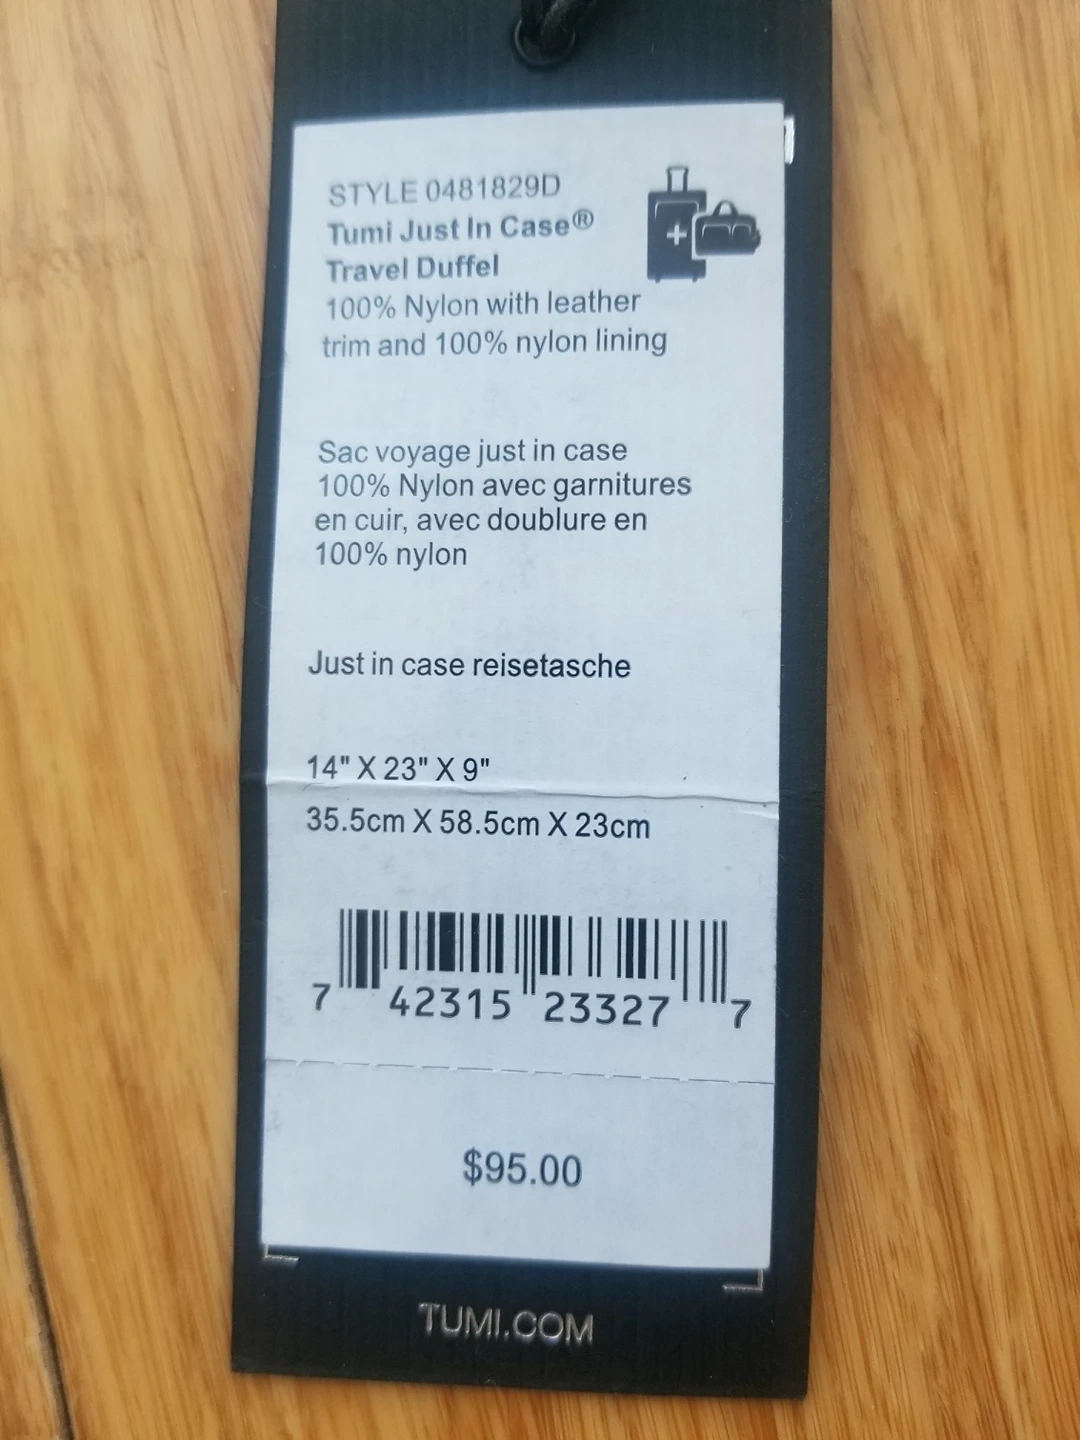 STYLE 0481829D
Tumi Just In Case®
Travel Duffel
100% Nylon with leather
trim and 100% nylon lining
Sac voyage just in case
100% Nylon avec garnitures
en cuir, avec doublure en
100% nylon
Just in case reisetasche
14" X 23" X 9"
35.5cm X 58.5cm X 23cm
7 42315 23327 7
$95.00
TUMI.COM